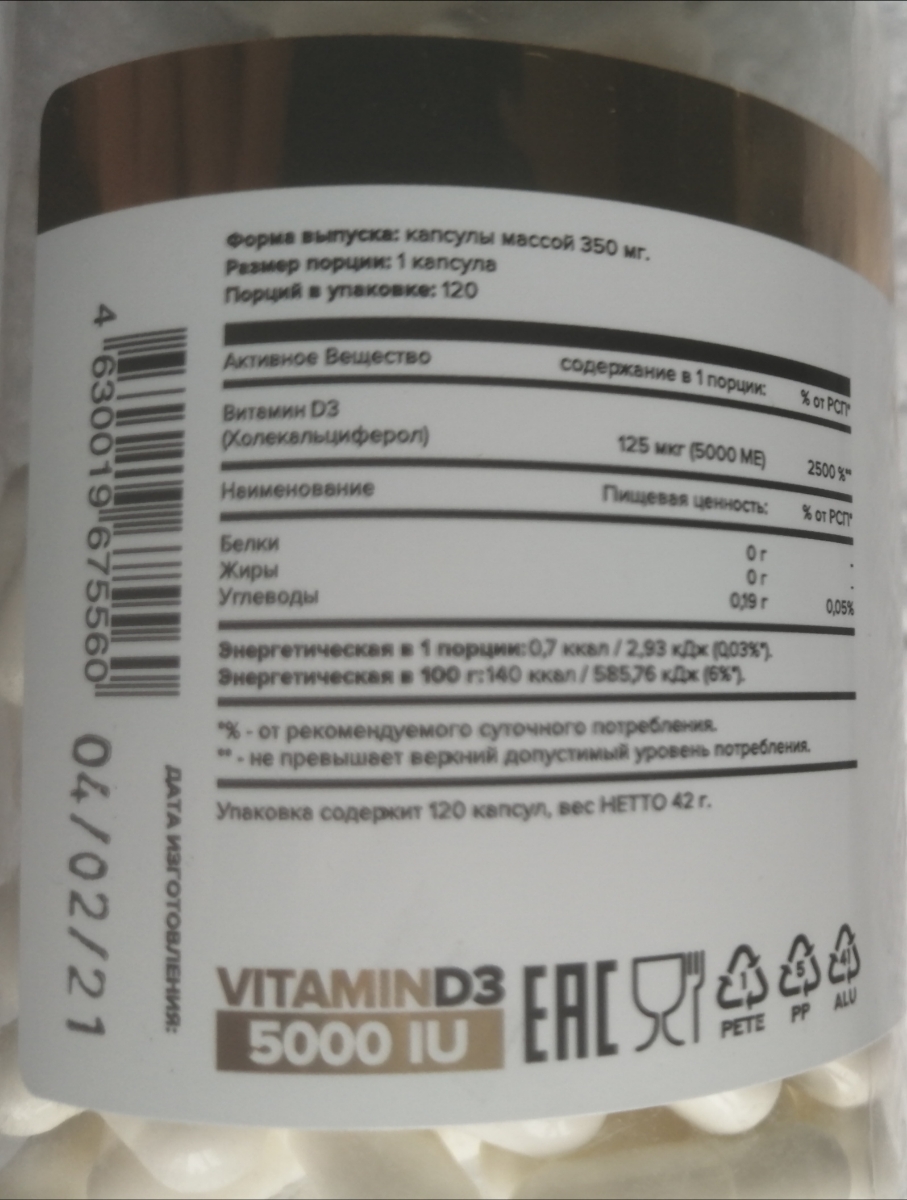 Форма выпуска: капсулы массой 350 мг.
Размер порции: 1 капсула
Порций в упаковке: 120
Активное Вещество содержание в 1 порции: % от РСП*
Витамин D3
(Холекальциферол) 125 мкг (5000 МЕ) 2500 %**
Наименование Пищевая ценность: % от РСП*
Белки 0 г -
Жиры 0 г -
Углеводы 0,19 г 0,05%
Энергетическая в 1 порции:0,7 ккал / 2,93 кДж (0,03%*).
Энергетическая в 100 г:140 ккал / 585,76 кДж (6%*).
*% - от рекомендуемого суточного потребления.
** - не превышает верхний допустимый уровень потребления.
Упаковка содержит 120 капсул, вес НЕТТО 42 г.
VITAMIND3
5000 IU
EAC
1
PETE
5
PP
41
ALU
4 630019 675560
ДАТА ИЗГОТОВЛЕНИЯ:
04/02/21